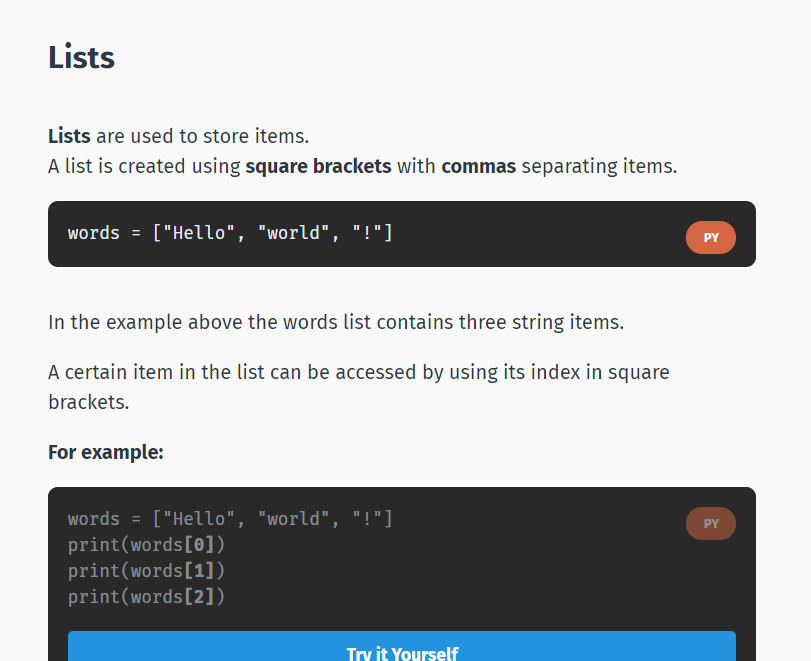 Lists
Lists are used to store items.
A list is created using square brackets with commas separating items.
words = ["Hello", "world", "!"]
PY
In the example above the words list contains three string items.
A certain item in the list can be accessed by using its index in square
brackets.
For example:
words = ["Hello", "world", "!"]
PY
print(words[0])
print(words[1])
print(words[2])
Try it Yourself